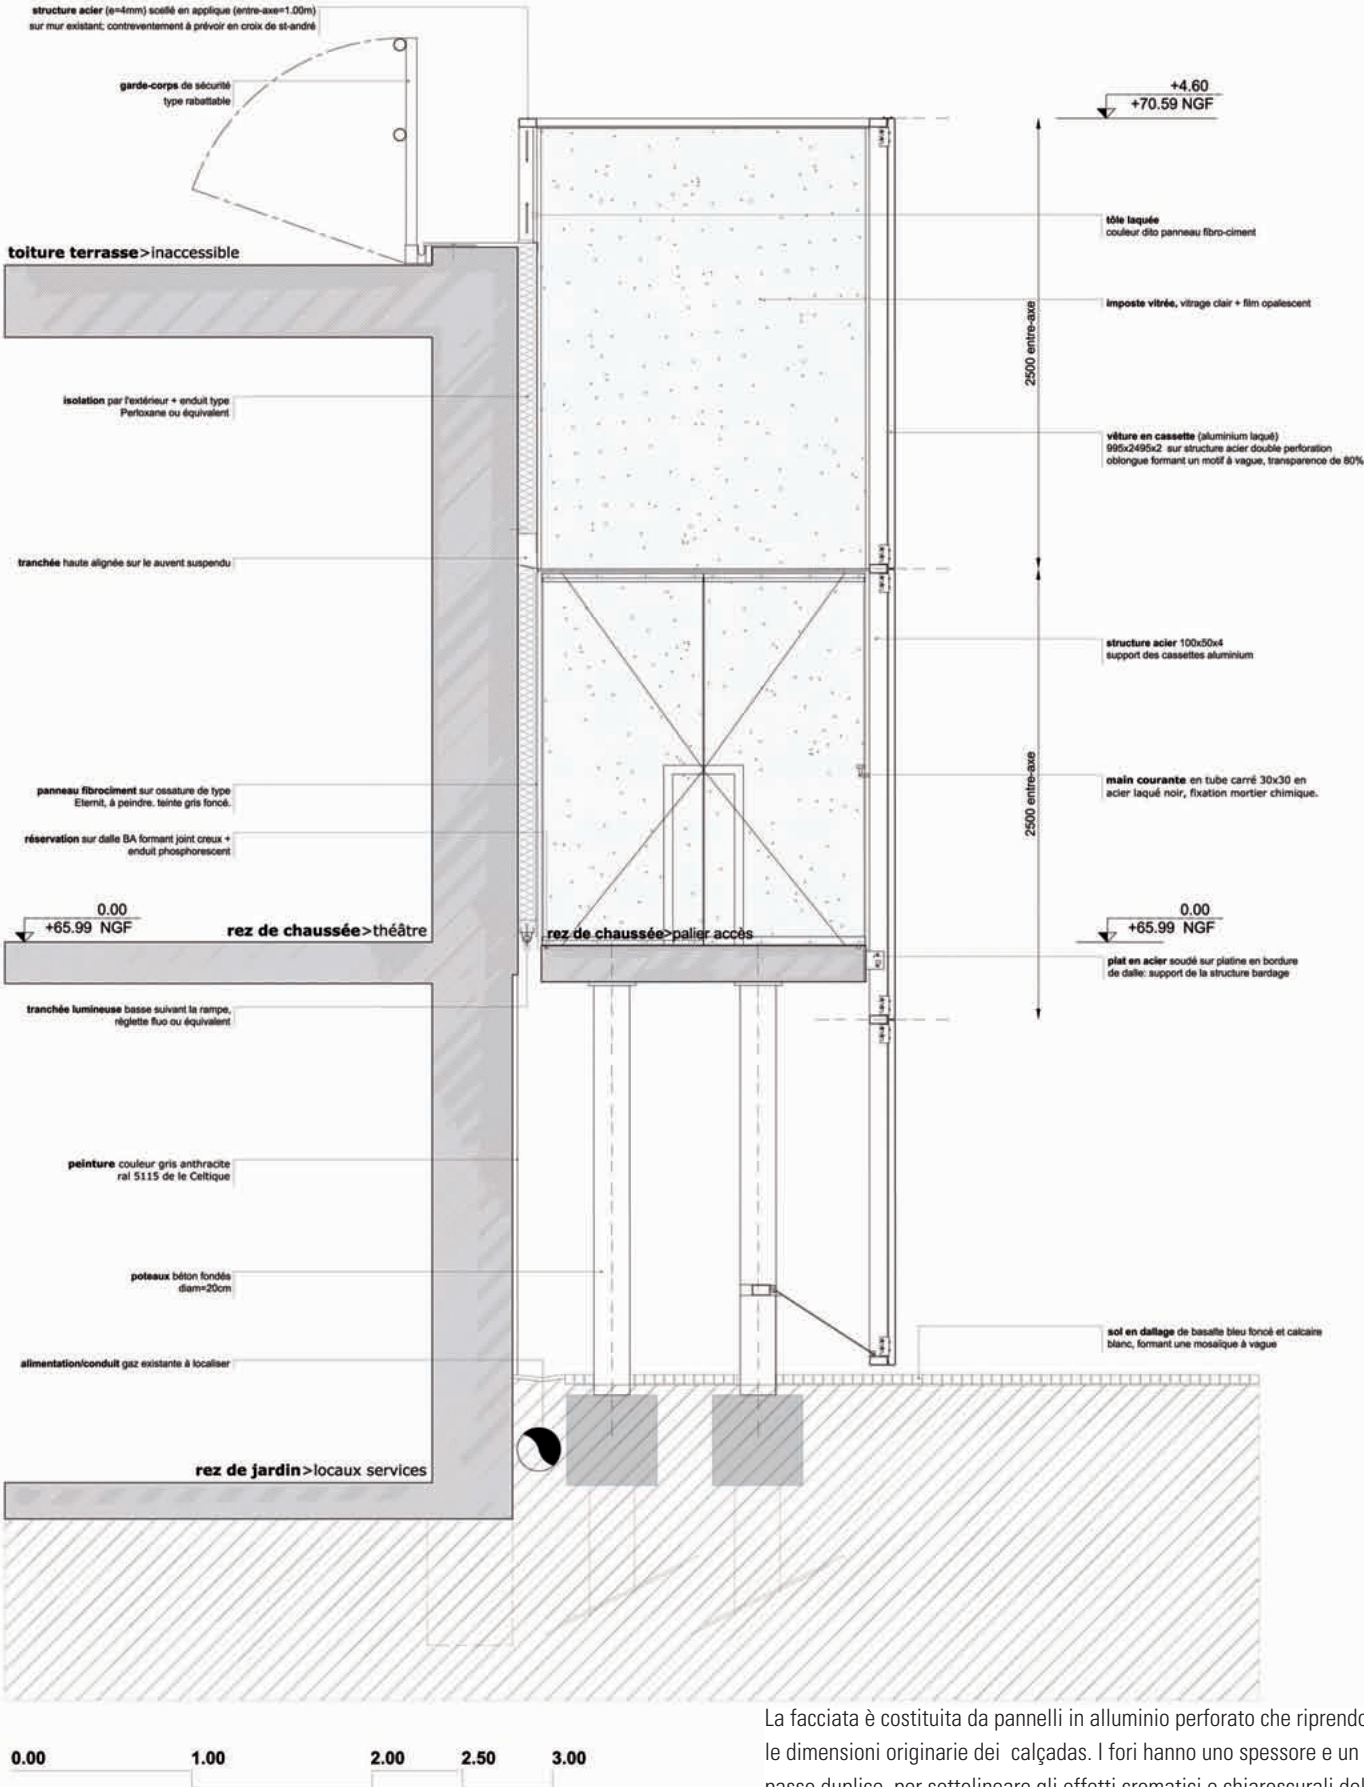 structure acier (e=4mm) scellé en applique (entre-axe=1.00m)
sur mur existant; contreventement à prévoir en croix de st-andré
garde-corps de sécurité
type rabattable
toiture terrasse>inaccessible
isolation par l'extérieur + enduit type
Perloxane ou équivalent
tranchée haute alignée sur le auvent suspendu
panneau fibrociment sur ossature de type
Eternit, à peindre. teinte gris foncé.
réservation sur dalle BA formant joint creux +
enduit phosphorescent
0.00
+65.99 NGF
rez de chaussée>théâtre
rez de chaussée>palier accès
tranchée lumineuse basse suivant la rampe,
réglette fluo ou équivalent
peinture couleur gris anthracite
ral 5115 de le Celtique
poteaux béton fondés
diam=20cm
alimentation/conduit gaz existante à localiser
rez de jardin>locaux services
+4.60
+70.59 NGF
tôle laquée
couleur dito panneau fibro-ciment
imposte vitrée, vitrage clair + film opalescent
2500 entre-axe
vêture en cassette (aluminium laqué)
995x2495x2 sur structure acier double perforation
oblongue formant un motif à vague, transparence de 80%
structure acier 100x50x4
support des cassettes aluminium
2500 entre-axe
main courante en tube carré 30x30 en
acier laqué noir, fixation mortier chimique.
0.00
+65.99 NGF
plat en acier soudé sur platine en bordure
de dalle: support de la structure bardage
sol en dallage de basalte bleu foncé et calcaire
blanc, formant une mosaïque à vague
0.00 1.00 2.00 2.50 3.00
La facciata è costituita da pannelli in alluminio perforato che riprendo
le dimensioni originarie dei calçadas. I fori hanno uno spessore e un
passo duplice, per sottolineare gli effetti cromatici e chiaroscurali del